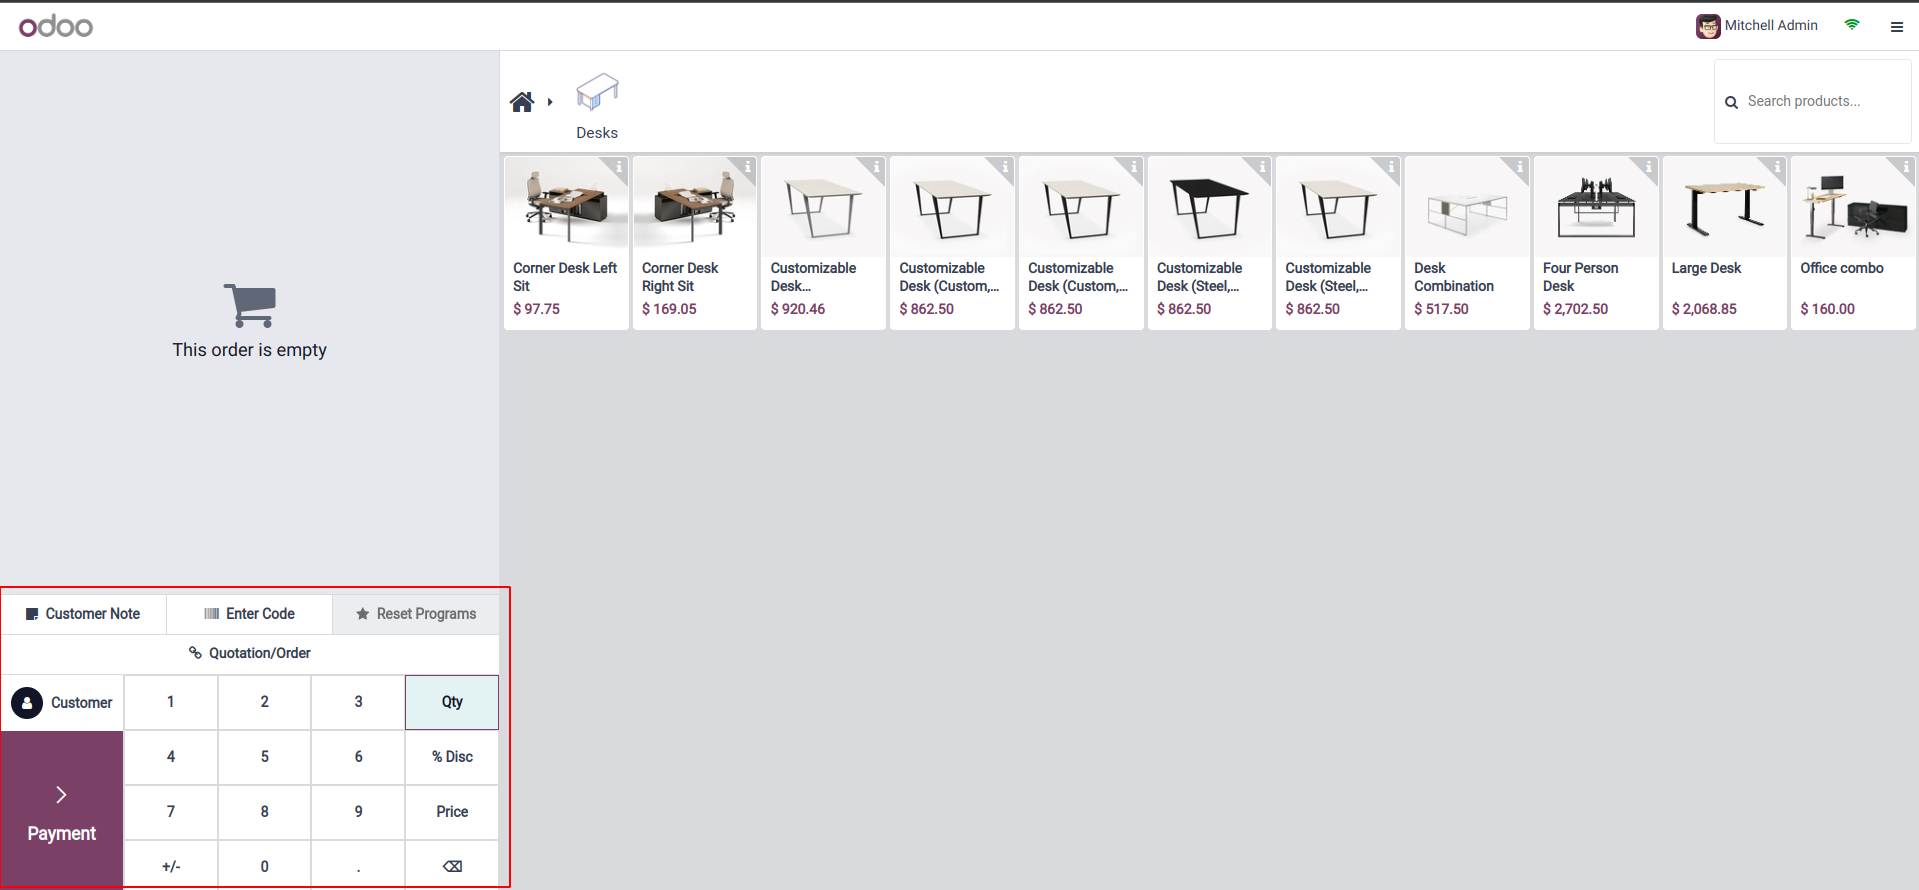 odoo
Mitchell Admin
Desks
Search products...
Corner Desk Left
Sit
$ 97.75
Corner Desk
Right Sit
$ 169.05
Customizable
Desk...
$ 920.46
Customizable
Desk (Custom,...
$ 862.50
Customizable
Desk (Custom,...
$ 862.50
Customizable
Desk (Steel,...
$ 862.50
Customizable
Desk (Steel,...
$ 862.50
Desk
Combination
$ 517.50
Four Person
Desk
$ 2,702.50
Large Desk
$ 2,068.85
Office combo
$ 160.00
This order is empty
Customer Note
Enter Code
Reset Programs
Quotation/Order
Customer
1 2 3 Qty
4 5 6 % Disc
7 8 9 Price
Payment
+/- 0 . ⌫